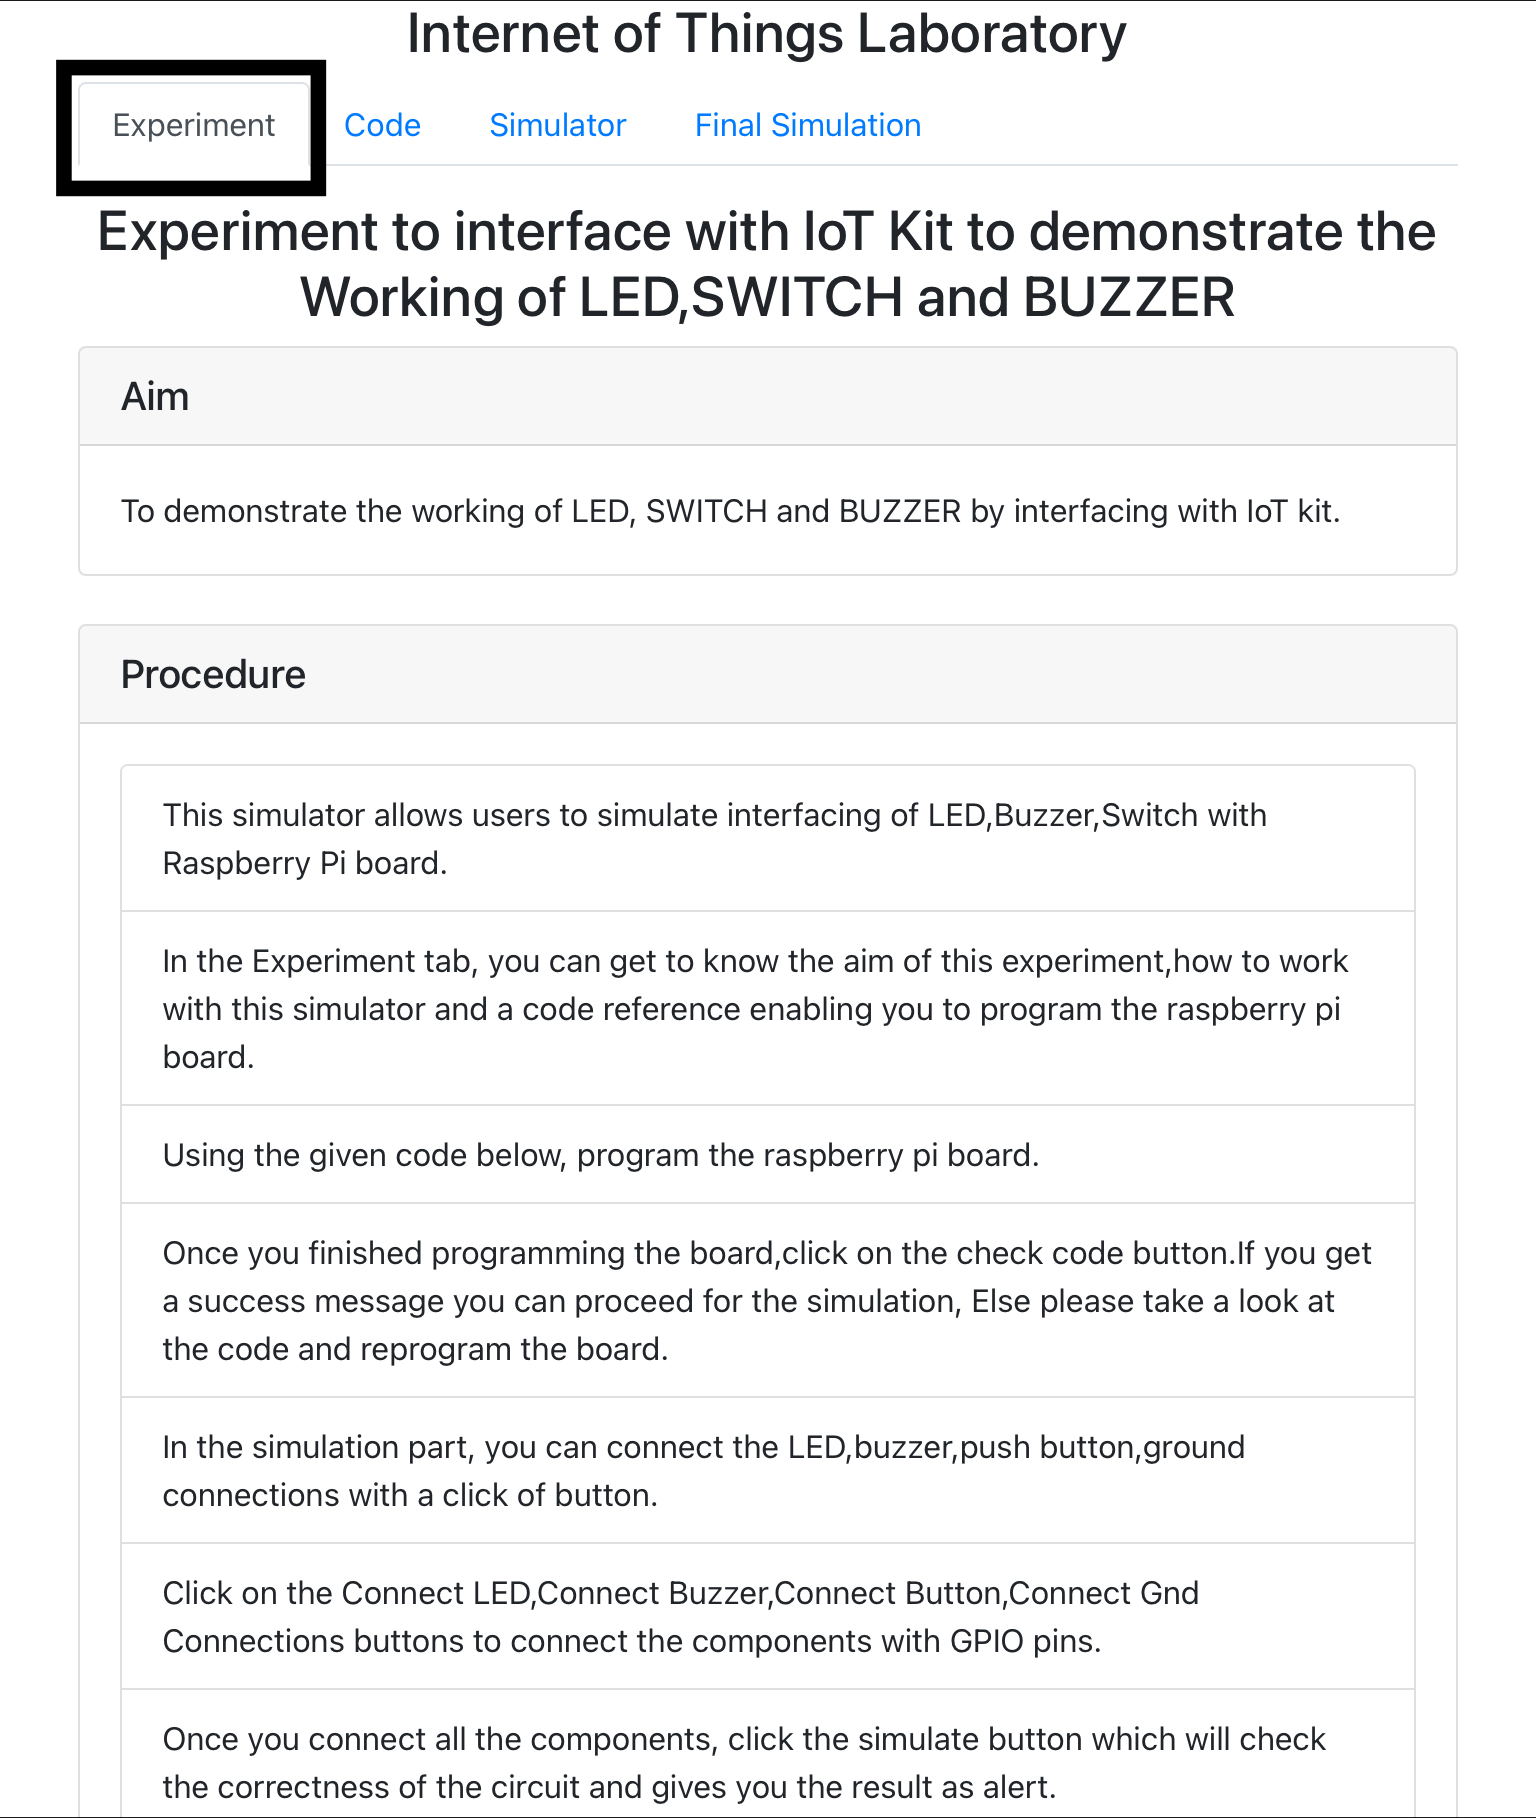 Internet of Things Laboratory
Experiment Code Simulator Final Simulation
Experiment to interface with IoT Kit to demonstrate the
Working of LED,SWITCH and BUZZER
Aim
To demonstrate the working of LED, SWITCH and BUZZER by interfacing with IoT kit.
Procedure
This simulator allows users to simulate interfacing of LED,Buzzer,Switch with
Raspberry Pi board.
In the Experiment tab, you can get to know the aim of this experiment,how to work
with this simulator and a code reference enabling you to program the raspberry pi
board.
Using the given code below, program the raspberry pi board.
Once you finished programming the board,click on the check code button.If you get
a success message you can proceed for the simulation, Else please take a look at
the code and reprogram the board.
In the simulation part, you can connect the LED,buzzer,push button,ground
connections with a click of button.
Click on the Connect LED,Connect Buzzer,Connect Button,Connect Gnd
Connections buttons to connect the components with GPIO pins.
Once you connect all the components, click the simulate button which will check
the correctness of the circuit and gives you the result as alert.